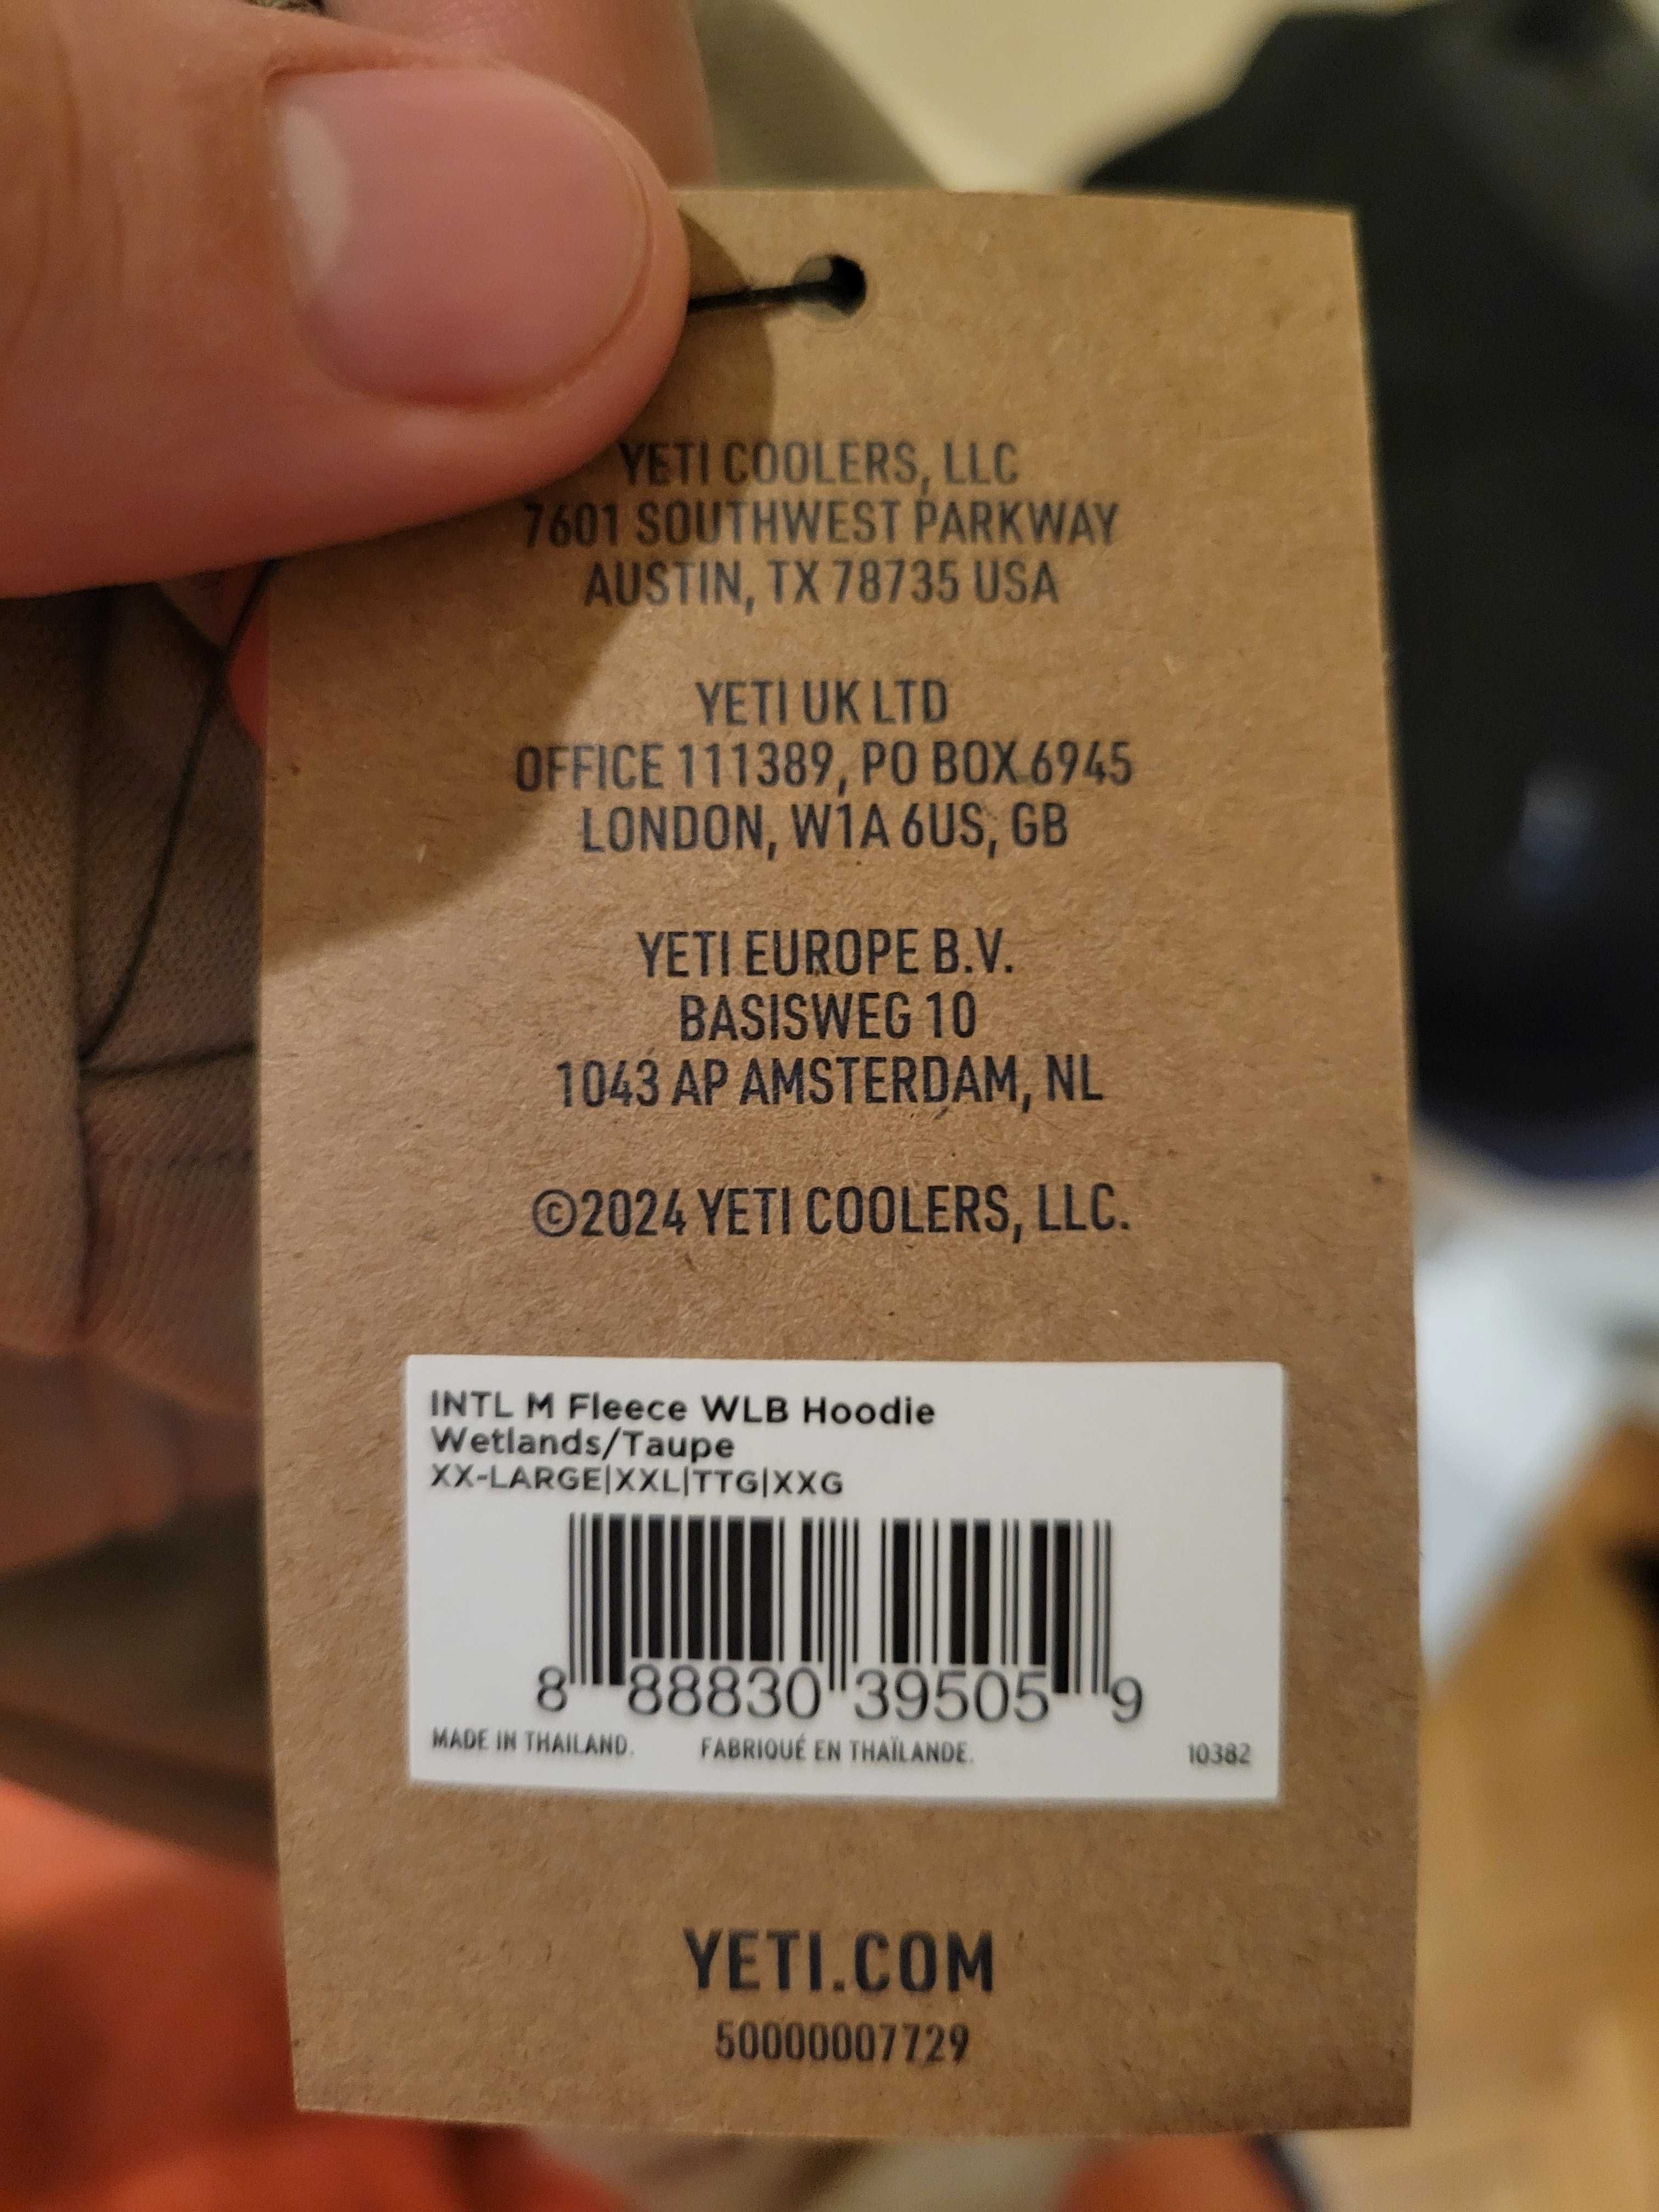 YETI COOLERS, LLC
7601 SOUTHWEST PARKWAY
AUSTIN, TX 78735 USA
YETI UK LTD
OFFICE 111389, PO BOX 6945
LONDON, W1A 6US, GB
YETI EUROPE B.V.
BASISWEG 10
1043 AP AMSTERDAM, NL
©2024 YETI COOLERS, LLC.
INTL M Fleece WLB Hoodie
Wetlands/Taupe
XX-LARGE|XXL|TTG|XXG
8 88830 39505 9
MADE IN THAILAND. FABRIQUÉ EN THAÏLANDE. 10382
YETI.COM
50000007729